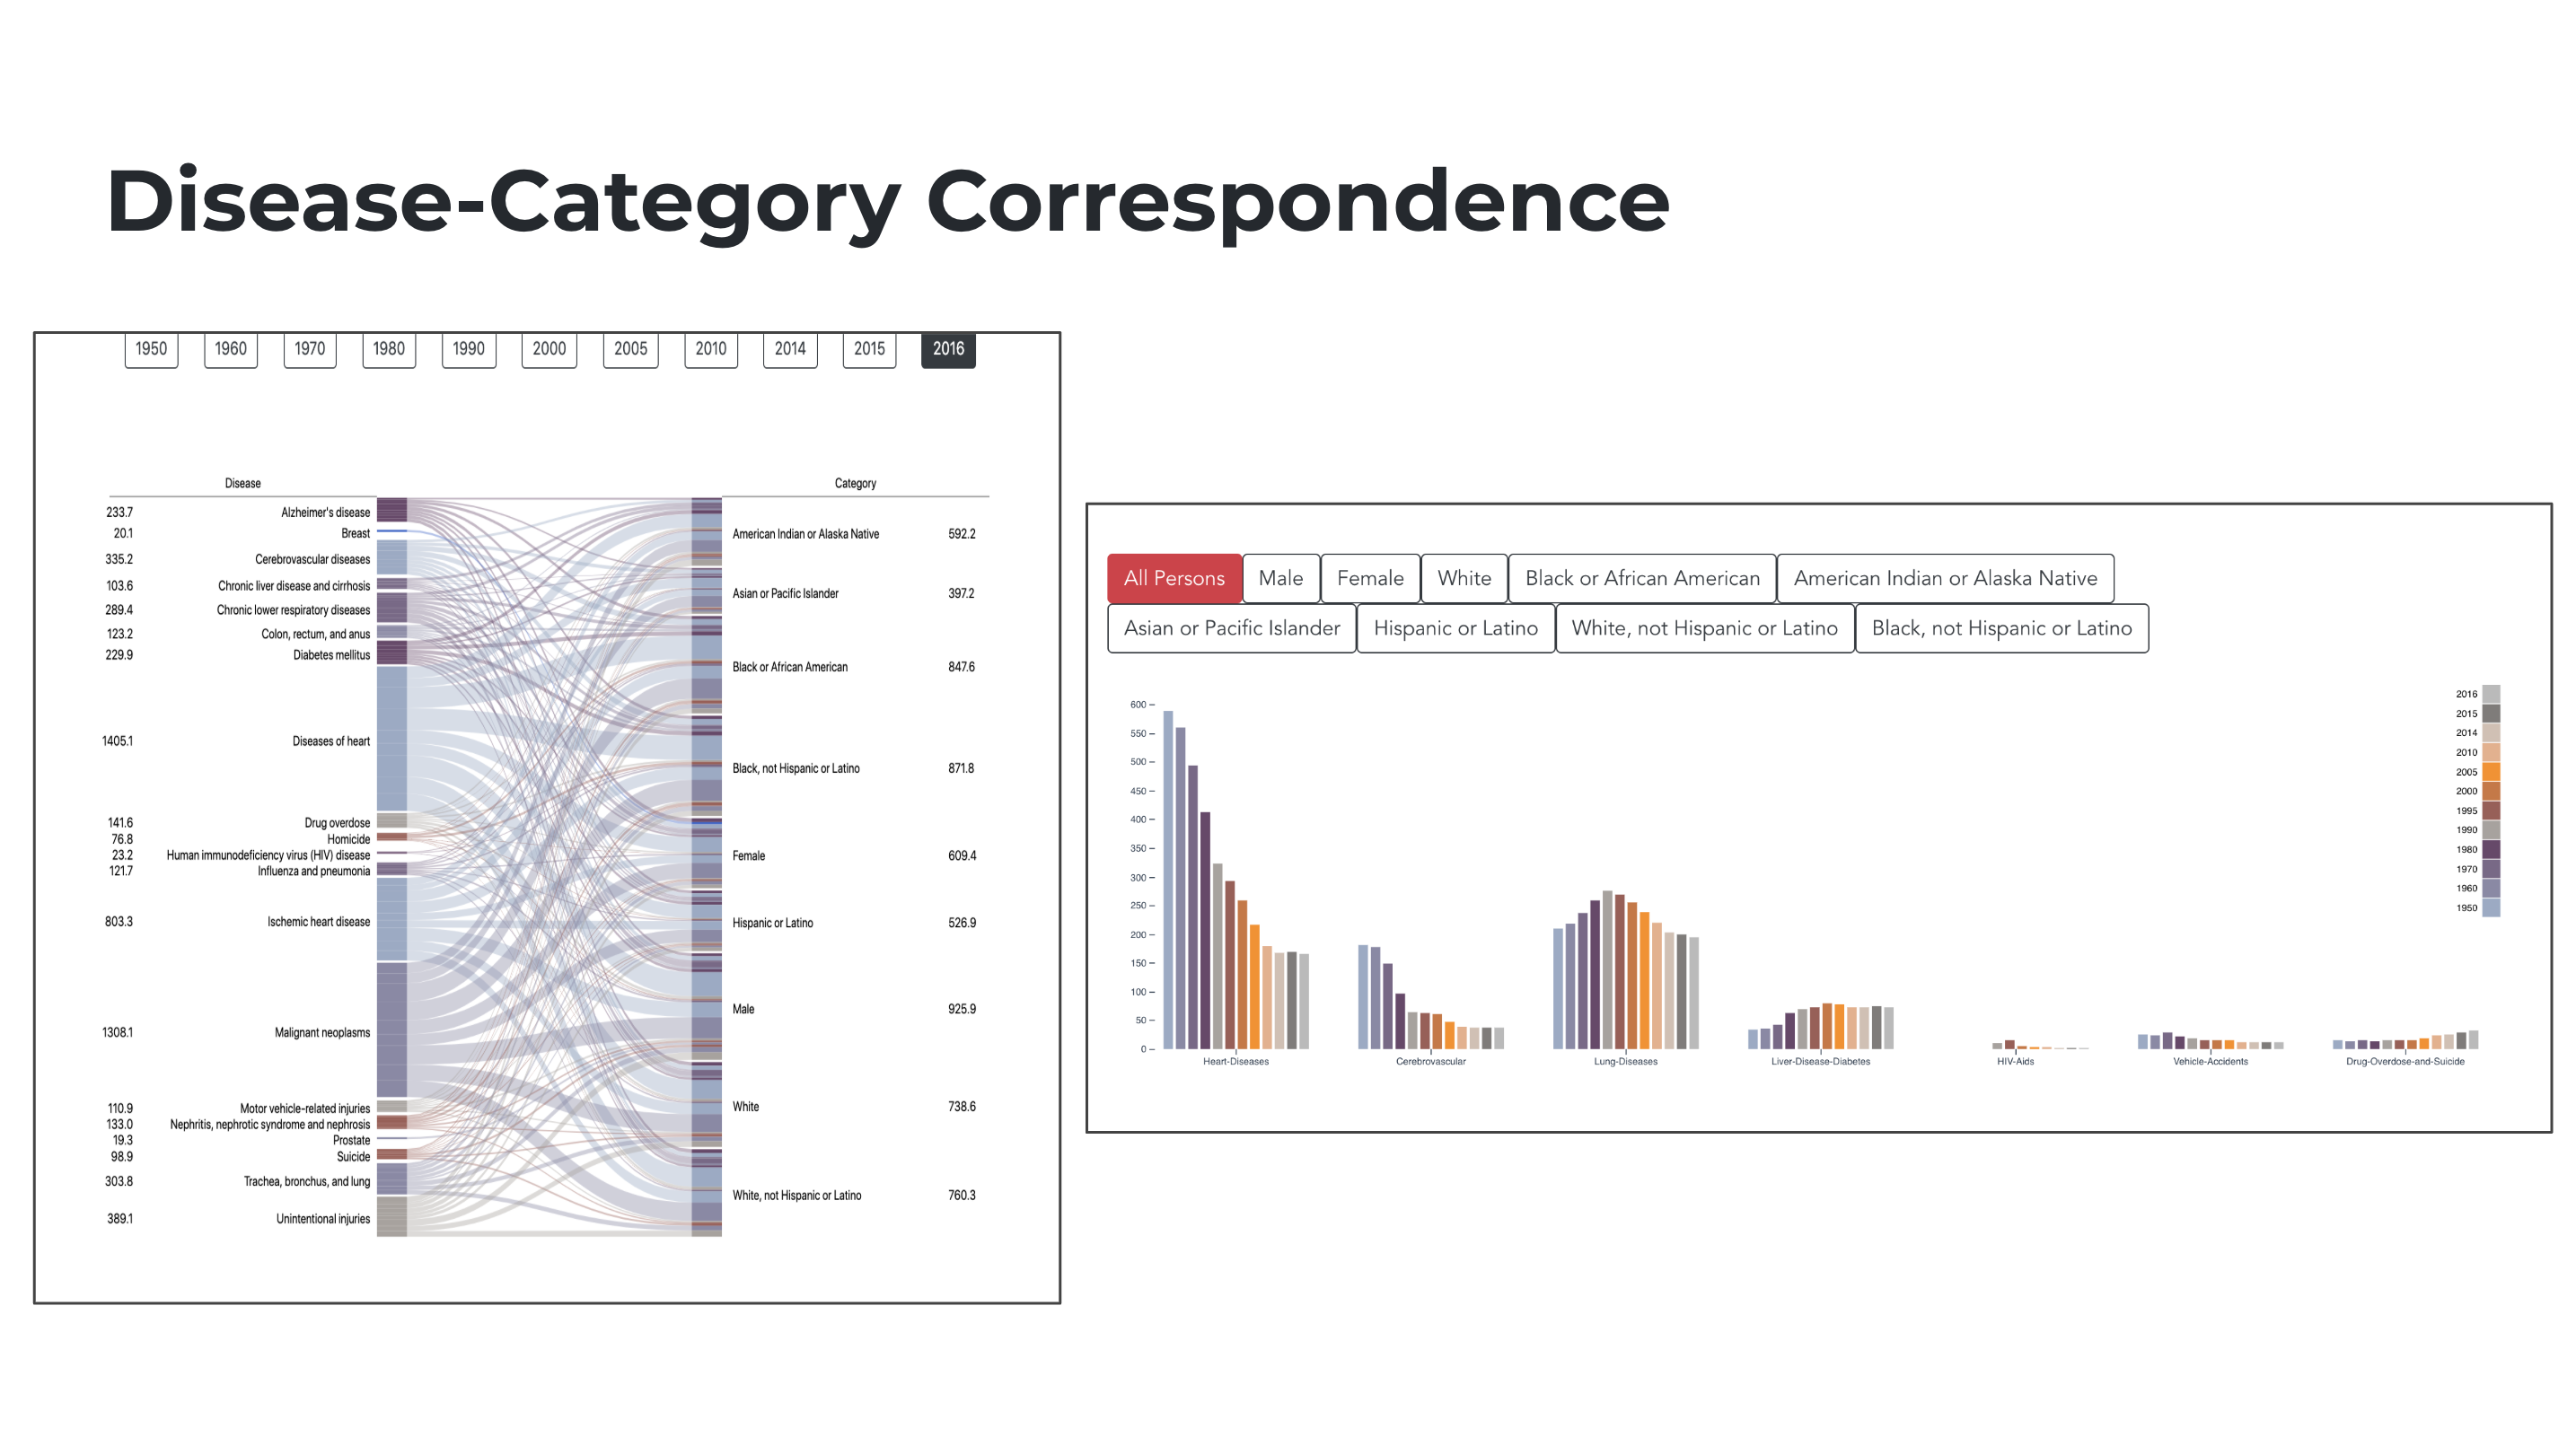 Disease-Category Correspondence
1950 1960 1970 1980 1990 2000 2005 2010 2014 2015 2016
Disease Category
233.7 Alzheimer's disease
20.1 Breast
335.2 Cerebrovascular diseases
103.6 Chronic liver disease and cirrhosis
289.4 Chronic lower respiratory diseases
123.2 Colon, rectum, and anus
229.9 Diabetes mellitus
1405.1 Diseases of heart
141.6 Drug overdose
76.8 Homicide
23.2 Human immunodeficiency virus (HIV) disease
121.7 Influenza and pneumonia
803.3 Ischemic heart disease
1308.1 Malignant neoplasms
110.9 Motor vehicle-related injuries
133.0 Nephritis, nephrotic syndrome and nephrosis
19.3 Prostate
98.9 Suicide
303.8 Trachea, bronchus, and lung
389.1 Unintentional injuries
American Indian or Alaska Native 592.2
Asian or Pacific Islander 397.2
Black or African American 847.6
Black, not Hispanic or Latino 871.8
Female 609.4
Hispanic or Latino 526.9
Male 925.9
White 738.6
White, not Hispanic or Latino 760.3
All Persons Male Female White Black or African American American Indian or Alaska Native
Asian or Pacific Islander Hispanic or Latino White, not Hispanic or Latino Black, not Hispanic or Latino
600
550
500
450
400
350
300
250
200
150
100
50
0
Heart-Diseases Cerebrovascular Lung-Diseases Liver-Disease-Diabetes HIV-Aids Vehicle-Accidents Drug-Overdose-and-Suicide
2016
2015
2014
2010
2005
2000
1995
1990
1980
1970
1960
1950